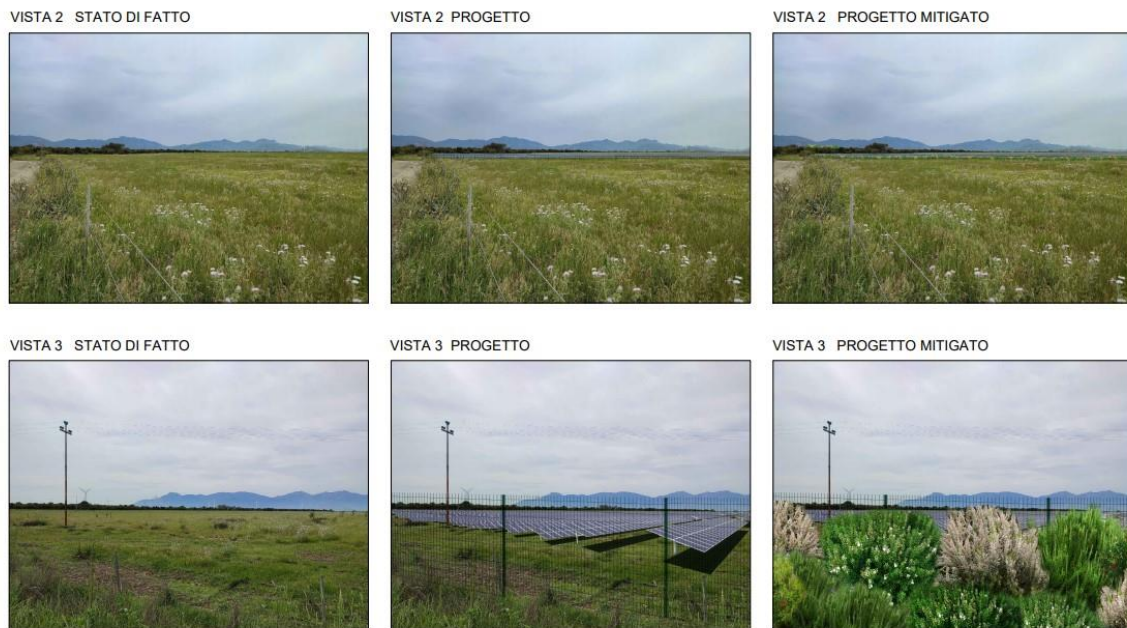 VISTA 2 STATO DI FATTO
VISTA 2 PROGETTO
VISTA 2 PROGETTO MITIGATO
VISTA 3 STATO DI FATTO
VISTA 3 PROGETTO
VISTA 3 PROGETTO MITIGATO